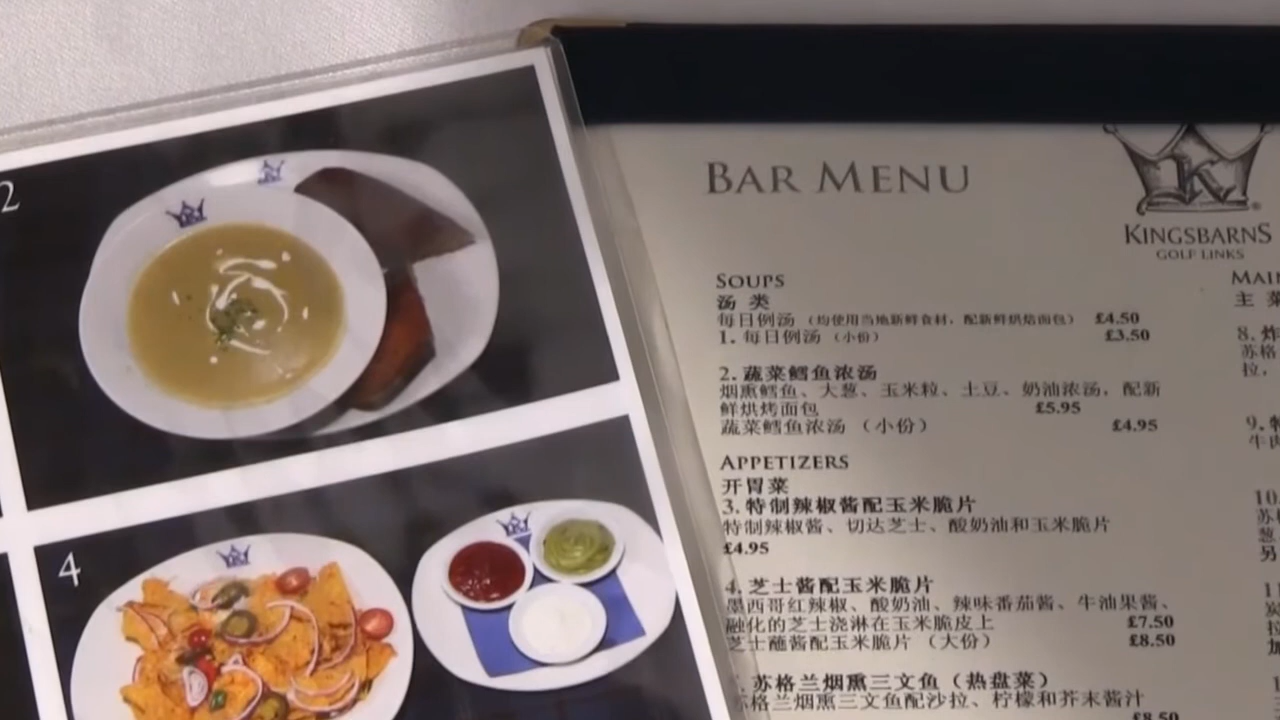 2
4
BAR MENU
K
KINGSBARNS
GOLF LINKS
SOUPS
汤 类
每日例汤 (均使用当地新鲜食材, 配新鲜烘焙面包) £4.50
1. 每日例汤 (小份) £3.50
2. 蔬菜鳕鱼浓汤
烟熏鳕鱼、大葱、玉米粒、土豆、奶油浓汤, 配新
鲜烘烤面包 £5.95
蔬菜鳕鱼浓汤 (小份) £4.95
APPETIZERS
开胃菜
3. 特制辣椒酱配玉米脆片
特制辣椒酱、切达芝士、酸奶油和玉米脆片
£4.95
4. 芝士酱配玉米脆片
墨西哥红辣椒、酸奶油、辣味番茄酱、牛油果酱、
融化的芝士浇淋在玉米脆皮上 £7.50
芝士蘸酱配玉米脆片 (大份) £8.50
苏格兰烟熏三文鱼 (热盘菜)
苏格兰烟熏三文鱼配沙拉、柠檬和芥末酱汁
£8.50
MAIN
主 菜
8. 炸
苏格
拉,
9. 特
牛肉
10
苏
葱
另
11